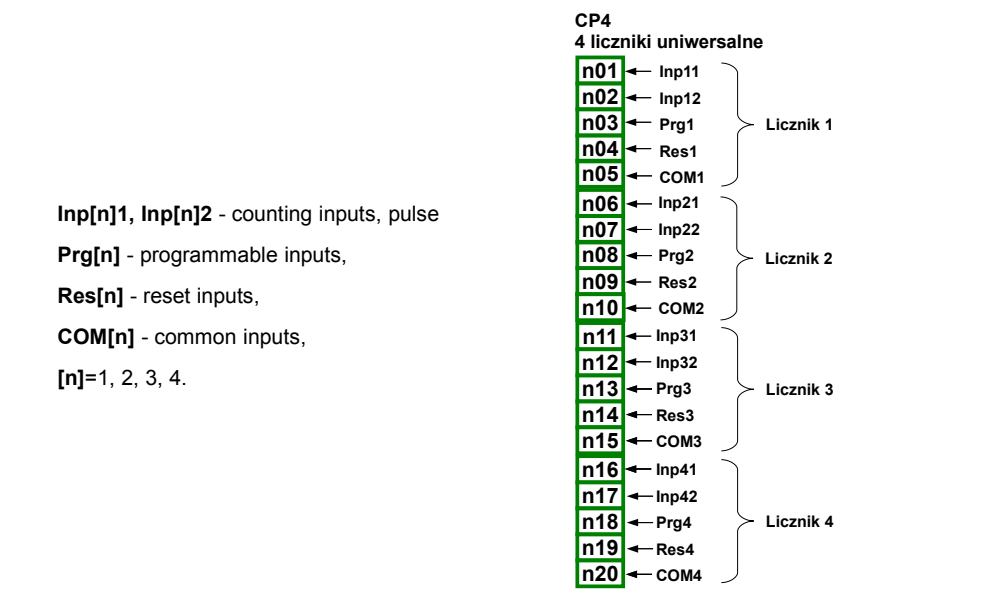 Inp[n]1, Inp[n]2 - counting inputs, pulse
Prg[n] - programmable inputs,
Res[n] - reset inputs,
COM[n] - common inputs,
[n]=1, 2, 3, 4.
CP4
4 liczniki uniwersalne
n01 Inp11
n02 Inp12
n03 Prg1
n04 Res1
n05 COM1
Licznik 1
n06 Inp21
n07 Inp22
n08 Prg2
n09 Res2
n10 COM2
Licznik 2
n11 Inp31
n12 Inp32
n13 Prg3
n14 Res3
n15 COM3
Licznik 3
n16 Inp41
n17 Inp42
n18 Prg4
n19 Res4
n20 COM4
Licznik 4